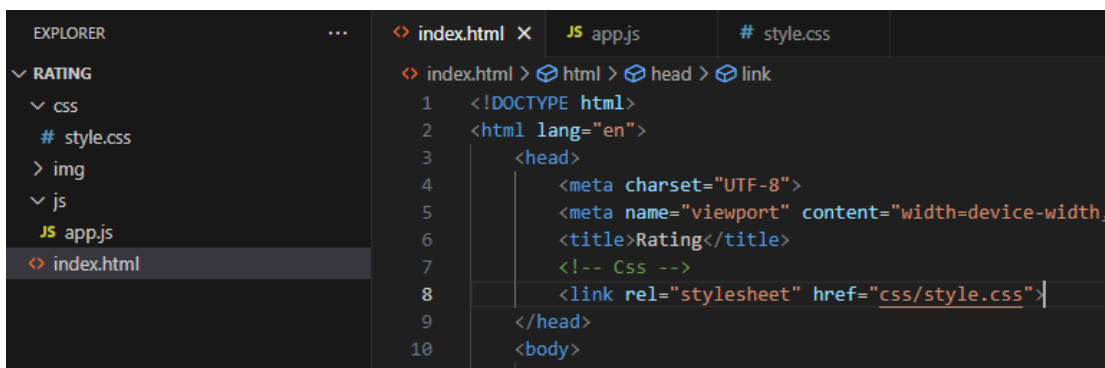 EXPLORER ...
RATING
css
# style.css
img
js
JS app.js
<> index.html
<> index.html × JS app.js # style.css
<> index.html > html > head > link
1 <!DOCTYPE html>
2 <html lang="en">
3 <head>
4 <meta charset="UTF-8">
5 <meta name="viewport" content="width=device-width,
6 <title>Rating</title>
7 <!-- Css -->
8 <link rel="stylesheet" href="css/style.css">
9 </head>
10 <body>